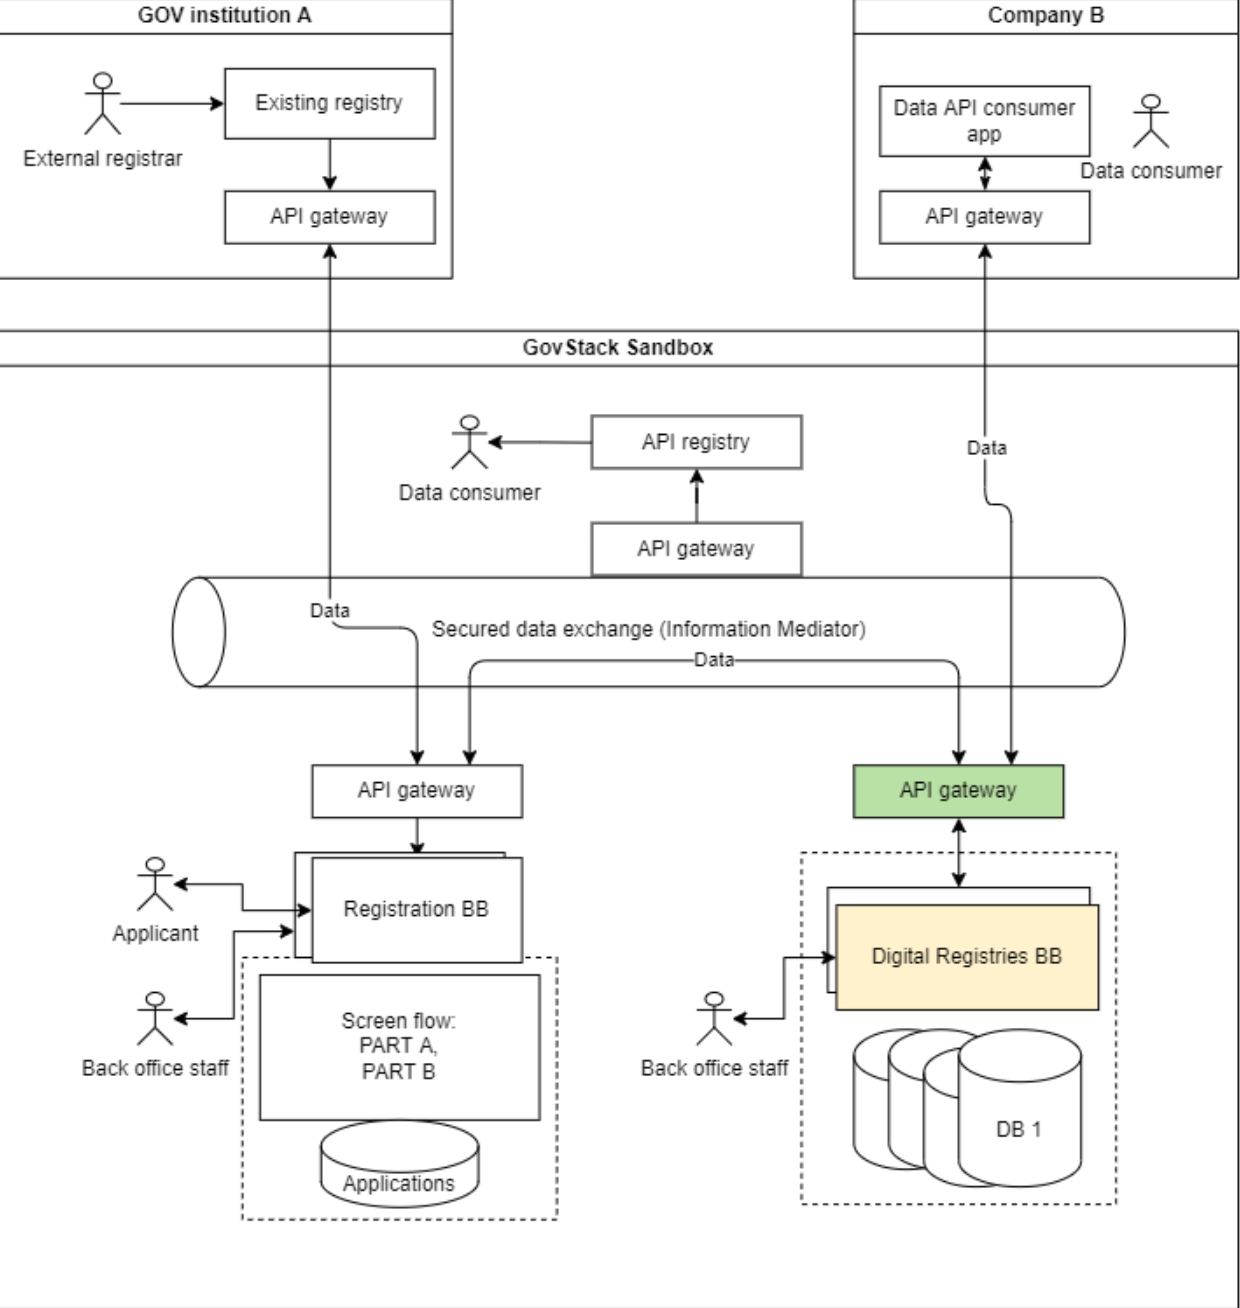 GOV institution A
Company B
Existing registry
External registrar
API gateway
Data API consumer
app
Data consumer
API gateway
GovStack Sandbox
API registry
Data consumer
API gateway
Data
Data
Secured data exchange (Information Mediator)
Data
API gateway
API gateway
Applicant
Registration BB
Back office staff
Screen flow:
PART A,
PART B
Applications
Digital Registries BB
Back office staff
DB 1